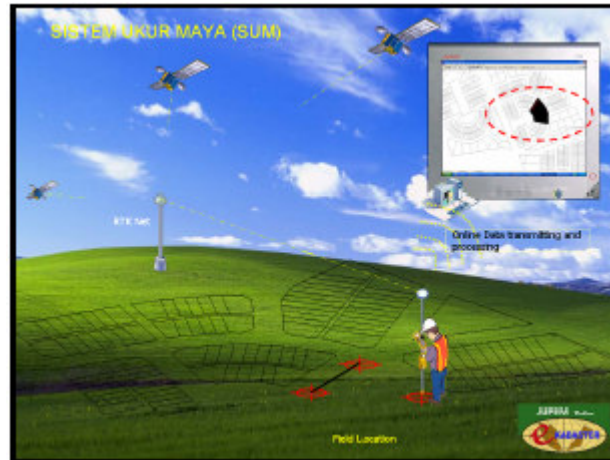 SISTEM UKUR MAYA (SUM)
RTK Net
Online Data transmitting and
processing
Field Location
JUPEM
e KADASTER